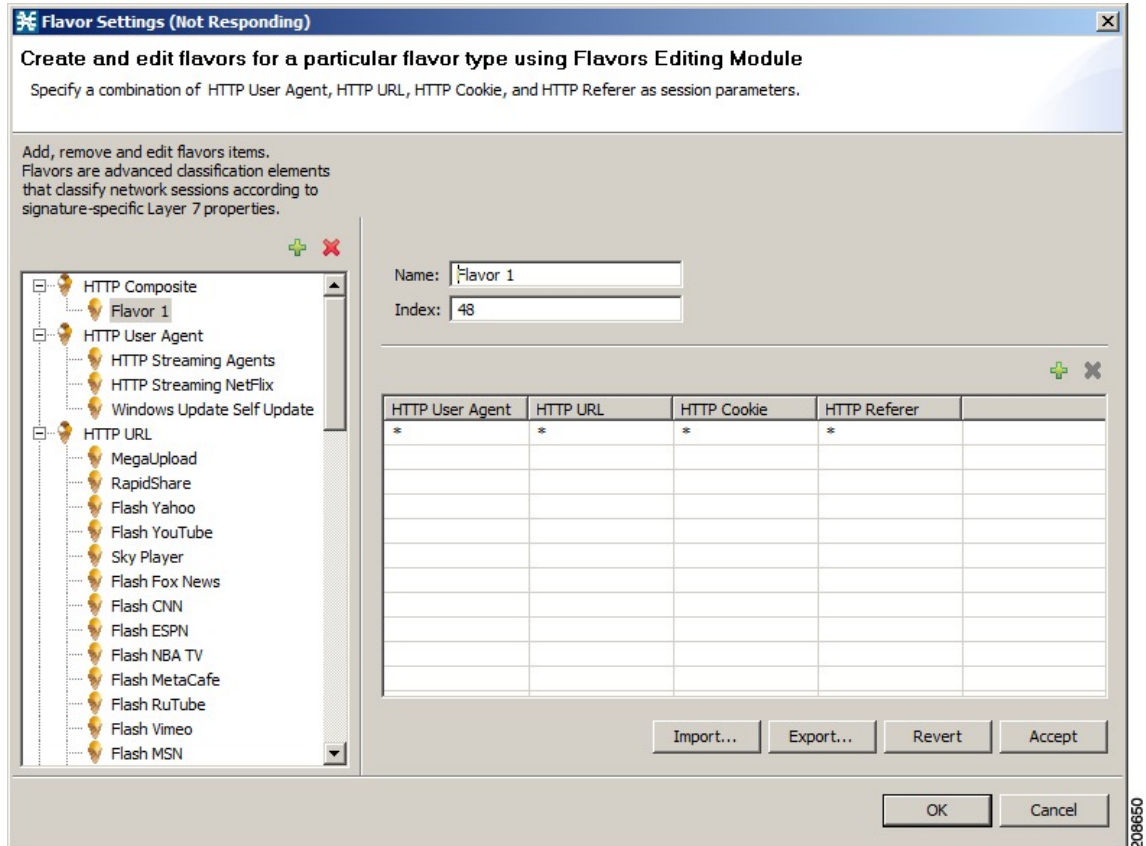 Flavor Settings (Not Responding)
Create and edit flavors for a particular flavor type using Flavors Editing Module
Specify a combination of HTTP User Agent, HTTP URL, HTTP Cookie, and HTTP Referer as session parameters.
Add, remove and edit flavors items.
Flavors are advanced classification elements
that classify network sessions according to
signature-specific Layer 7 properties.
HTTP Composite
Flavor 1
HTTP User Agent
HTTP Streaming Agents
HTTP Streaming NetFlix
Windows Update Self Update
HTTP URL
MegaUpload
RapidShare
Flash Yahoo
Flash YouTube
Sky Player
Flash Fox News
Flash CNN
Flash ESPN
Flash NBA TV
Flash MetaCafe
Flash RuTube
Flash Vimeo
Flash MSN
Name: Flavor 1
Index: 48
HTTP User Agent HTTP URL HTTP Cookie HTTP Referer
* * * *
Import... Export... Revert Accept
OK Cancel
208650